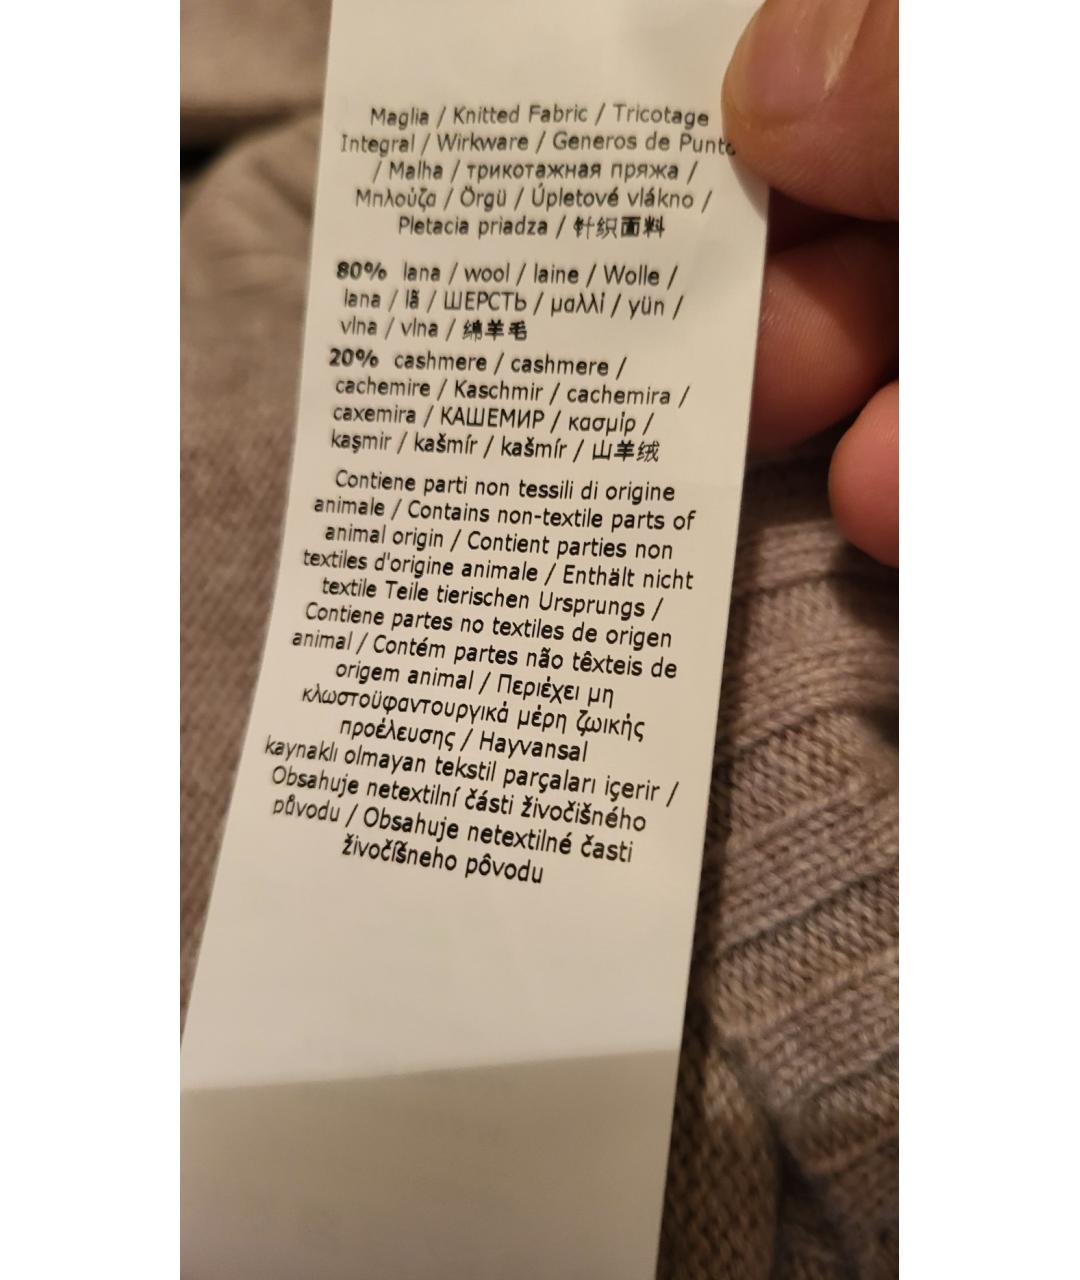 Maglia / Knitted Fabric / Tricotage
Integral / Wirkware / Generos de Punto
/ Malha / трикотажная пряжа /
Μπλούζα / Örgü / Úpletové vlákno /
Pletacia priadza / 针织面料
80% lana / wool / laine / Wolle /
lana / lã / ШЕРСТЬ / μαλλί / yün /
vlna / vlna / 绵羊毛
20% cashmere / cashmere /
cachemire / Kaschmir / cachemira /
caxemira / КАШЕМИР / κασμίρ /
kaşmir / kašmír / kašmír / 山羊绒
Contiene parti non tessili di origine
animale / Contains non-textile parts of
animal origin / Contient parties non
textiles d'origine animale / Enthält nicht
textile Teile tierischen Ursprungs /
Contiene partes no textiles de origen
animal / Contém partes não têxteis de
origem animal / Περιέχει μη
κλωστοϋφαντουργικά μέρη ζωικής
προέλευσης / Hayvansal
kaynaklı olmayan tekstil parçaları içerir /
Obsahuje netextilní části živočišného
původu / Obsahuje netextilné časti
živočíšneho pôvodu